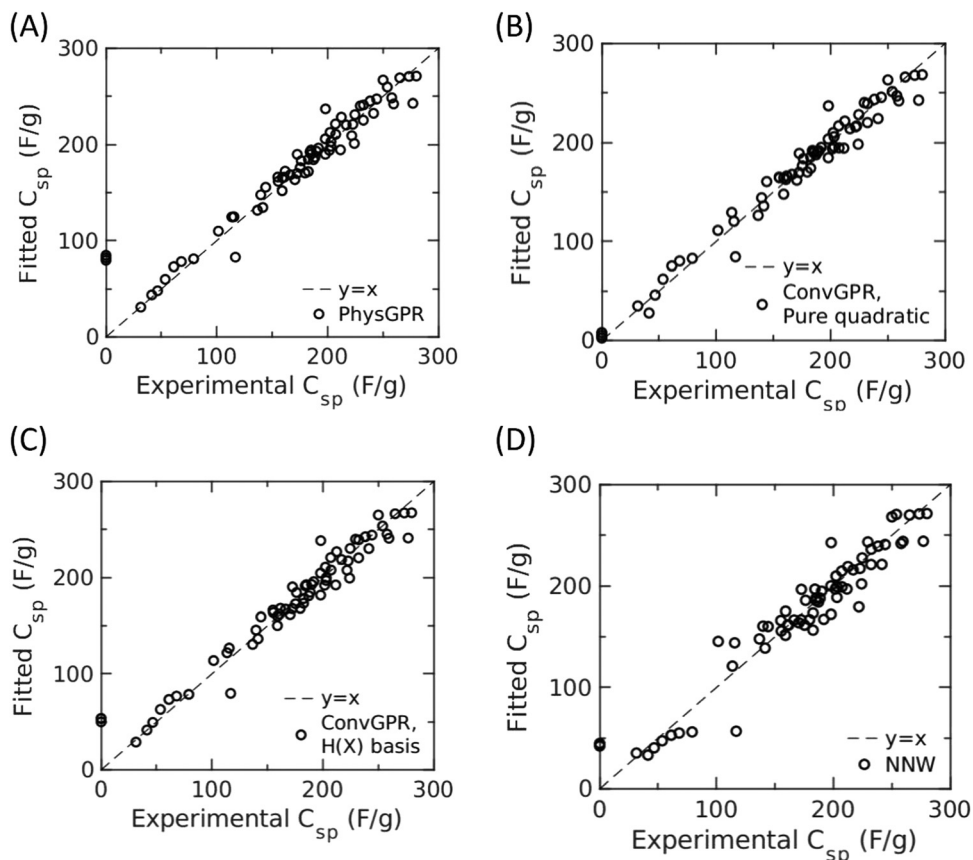 (A)
300
200
100
0
0 100 200 300
Fitted C_sp (F/g)
Experimental C_sp (F/g)
y=x
PhysGPR
(B)
300
200
100
0
0 100 200 300
Fitted C_sp (F/g)
Experimental C_sp (F/g)
y=x
ConvGPR,
Pure quadratic
(C)
300
200
100
0
0 100 200 300
Fitted C_sp (F/g)
Experimental C_sp (F/g)
y=x
ConvGPR,
H(X) basis
(D)
300
200
100
0
0 100 200 300
Fitted C_sp (F/g)
Experimental C_sp (F/g)
y=x
NNW